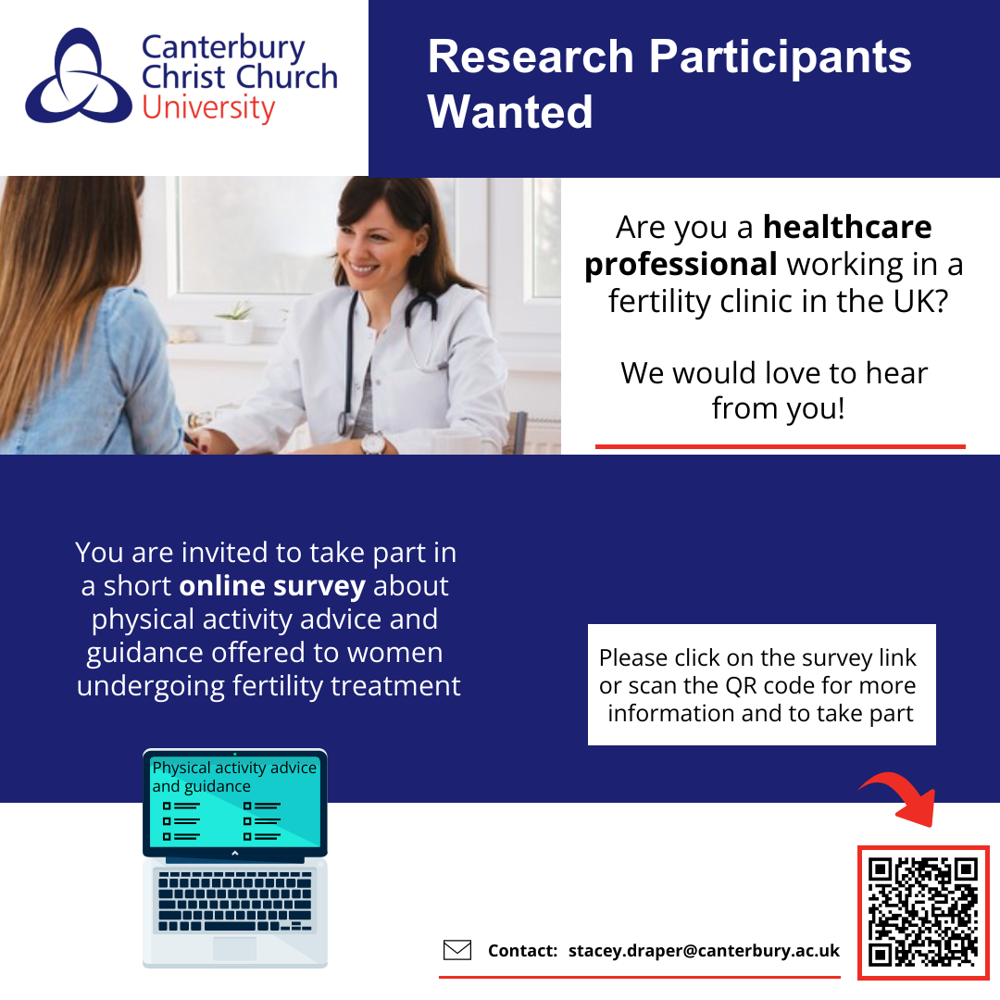 Canterbury
Christ Church
University
Research Participants
Wanted
Are you a healthcare
professional working in a
fertility clinic in the UK?
We would love to hear
from you!
You are invited to take part in
a short online survey about
physical activity advice and
guidance offered to women
undergoing fertility treatment
Please click on the survey link
or scan the QR code for more
information and to take part
Physical activity advice
and guidance
Contact: stacey.draper@canterbury.ac.uk